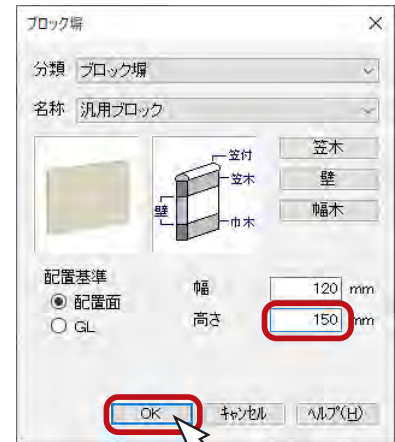 ブロック塀
分類 ブロック塀
名称 汎用ブロック
笠付
笠木
壁
巾木
笠木
壁
幅木
配置基準
配置面
GL
幅 120 mm
高さ 150 mm
OK キャンセル ヘルプ(H)